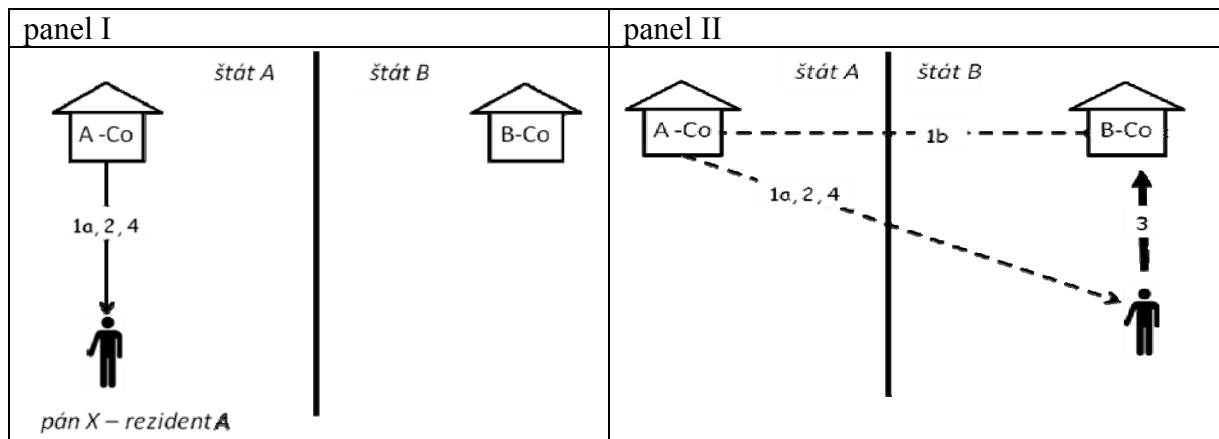 panel I
štát A
štát B
A -Co
B-Co
1a, 2, 4
pán X – rezident A
panel II
štát A
štát B
A -Co
1b
B-Co
1a, 2, 4
3